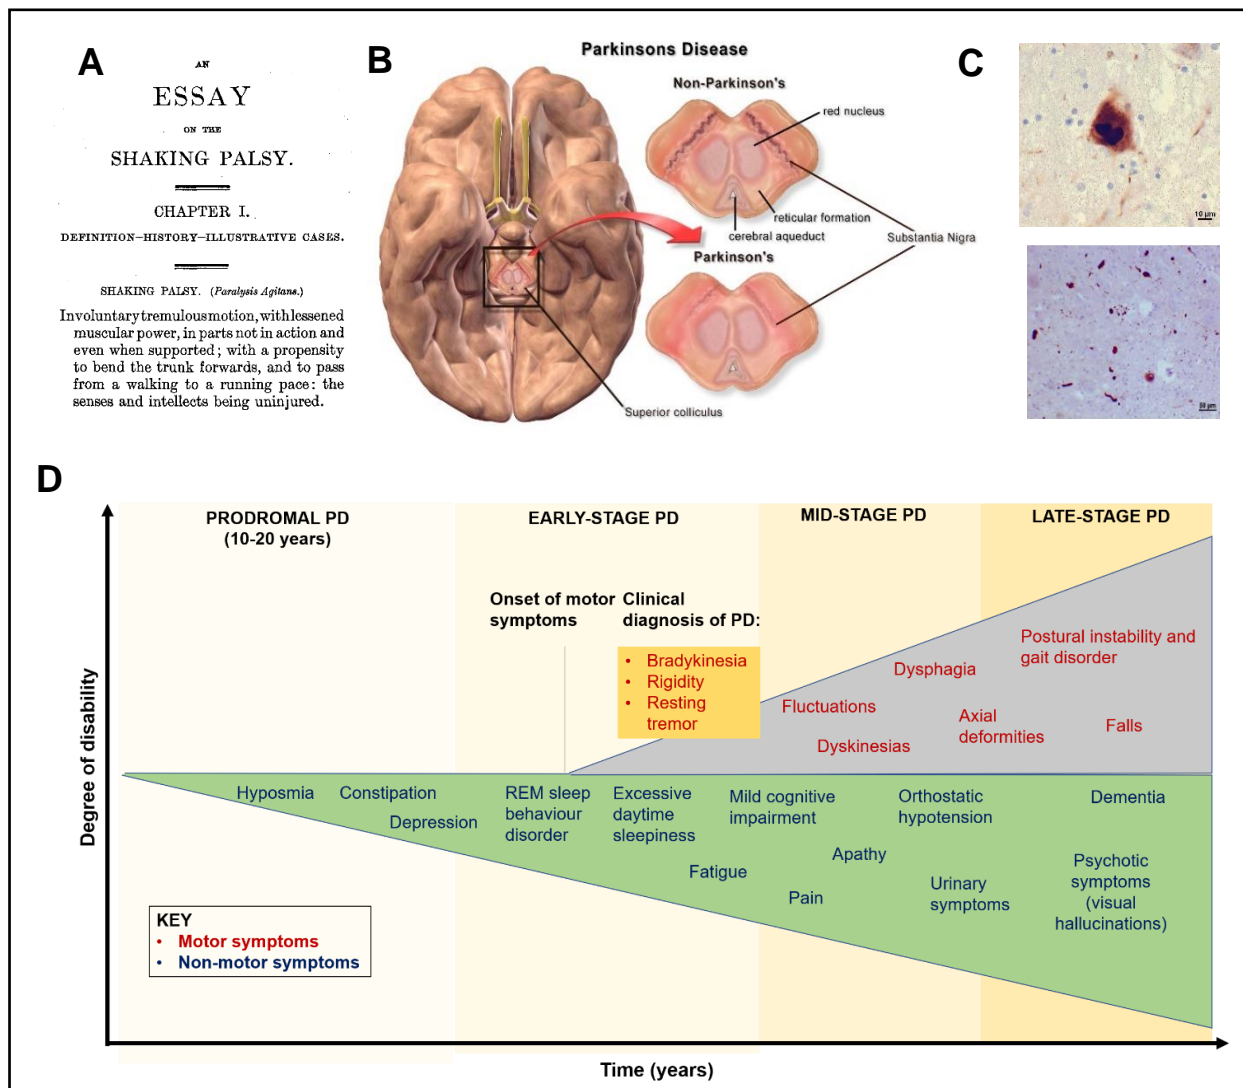 A
AN
ESSAY
ON THE
SHAKING PALSY.
CHAPTER I.
DEFINITION—HISTORY—ILLUSTRATIVE CASES.
SHAKING PALSY. (Paralysis Agitans.)
Involuntary tremulous motion, with lessened
muscular power, in parts not in action and
even when supported; with a propensity
to bend the trunk forwards, and to pass
from a walking to a running pace: the
senses and intellects being uninjured.
B
Parkinsons Disease
Non-Parkinson's
red nucleus
reticular formation
cerebral aqueduct
Substantia Nigra
Parkinson's
Superior colliculus
C
10 µm
50 µm
D
PRODROMAL PD
(10-20 years)
EARLY-STAGE PD
MID-STAGE PD
LATE-STAGE PD
Onset of motor
symptoms
Clinical
diagnosis of PD:
• Bradykinesia
• Rigidity
• Resting
tremor
Fluctuations
Dyskinesias
Dysphagia
Axial
deformities
Postural instability and
gait disorder
Falls
Degree of disability
Hyposmia
Constipation
Depression
REM sleep
behaviour
disorder
Excessive
daytime
sleepiness
Fatigue
Mild cognitive
impairment
Pain
Apathy
Orthostatic
hypotension
Urinary
symptoms
Dementia
Psychotic
symptoms
(visual
hallucinations)
KEY
• Motor symptoms
• Non-motor symptoms
Time (years)